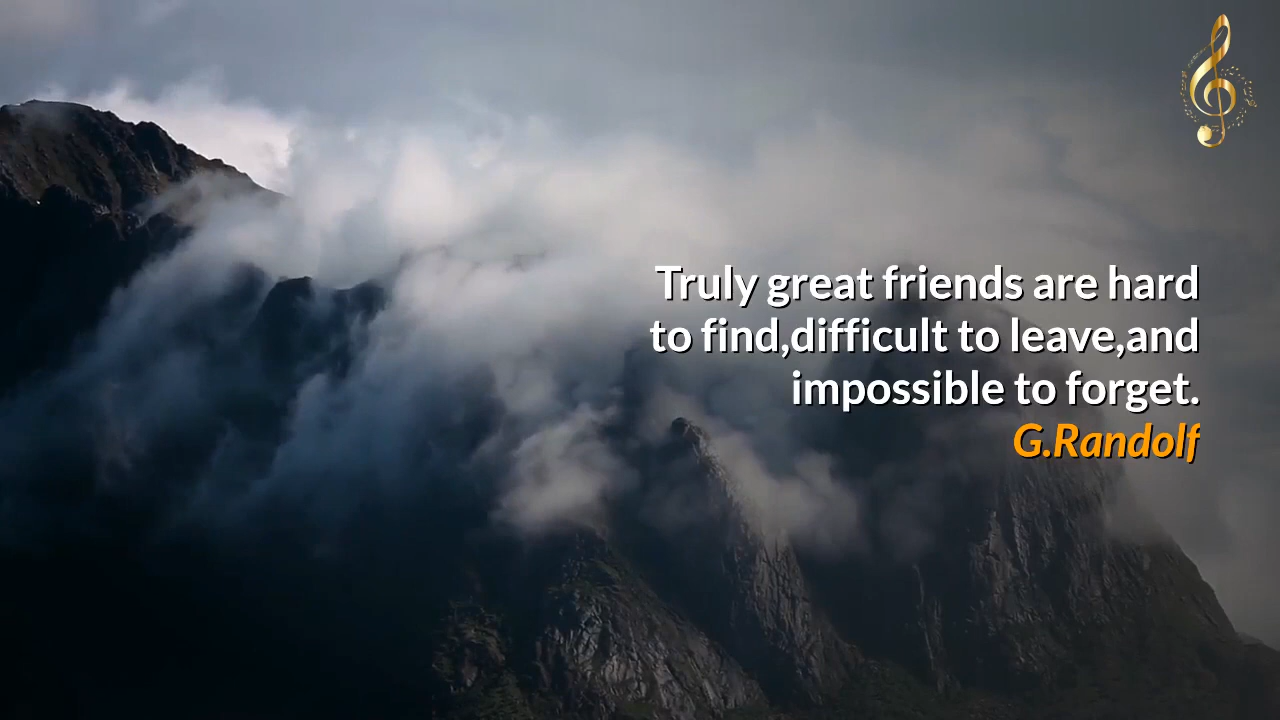 Truly great friends are hard
to find,difficult to leave,and
impossible to forget.
G.Randolf